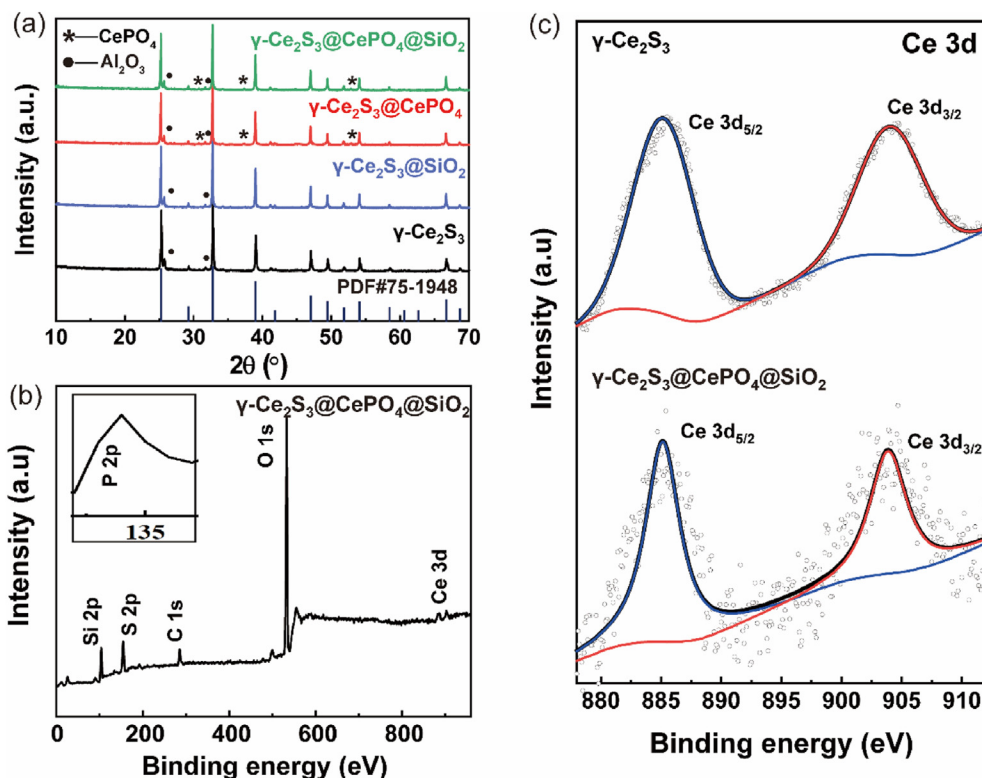 (a)
*—CePO₄
●—Al₂O₃
γ-Ce₂S₃@CePO₄@SiO₂
γ-Ce₂S₃@CePO₄
γ-Ce₂S₃@SiO₂
γ-Ce₂S₃
PDF#75-1948
Intensity (a.u.)
10 20 30 40 50 60 70
2θ (°)
(b)
γ-Ce₂S₃@CePO₄@SiO₂
P 2p
135
Si 2p
S 2p
C 1s
O 1s
Ce 3d
Intensity (a.u)
0 200 400 600 800
Binding energy (eV)
(c)
γ-Ce₂S₃
Ce 3d
Ce 3d₅/₂
Ce 3d₃/₂
γ-Ce₂S₃@CePO₄@SiO₂
Ce 3d₅/₂
Ce 3d₃/₂
Intensity (a.u)
880 885 890 895 900 905 910
Binding energy (eV)